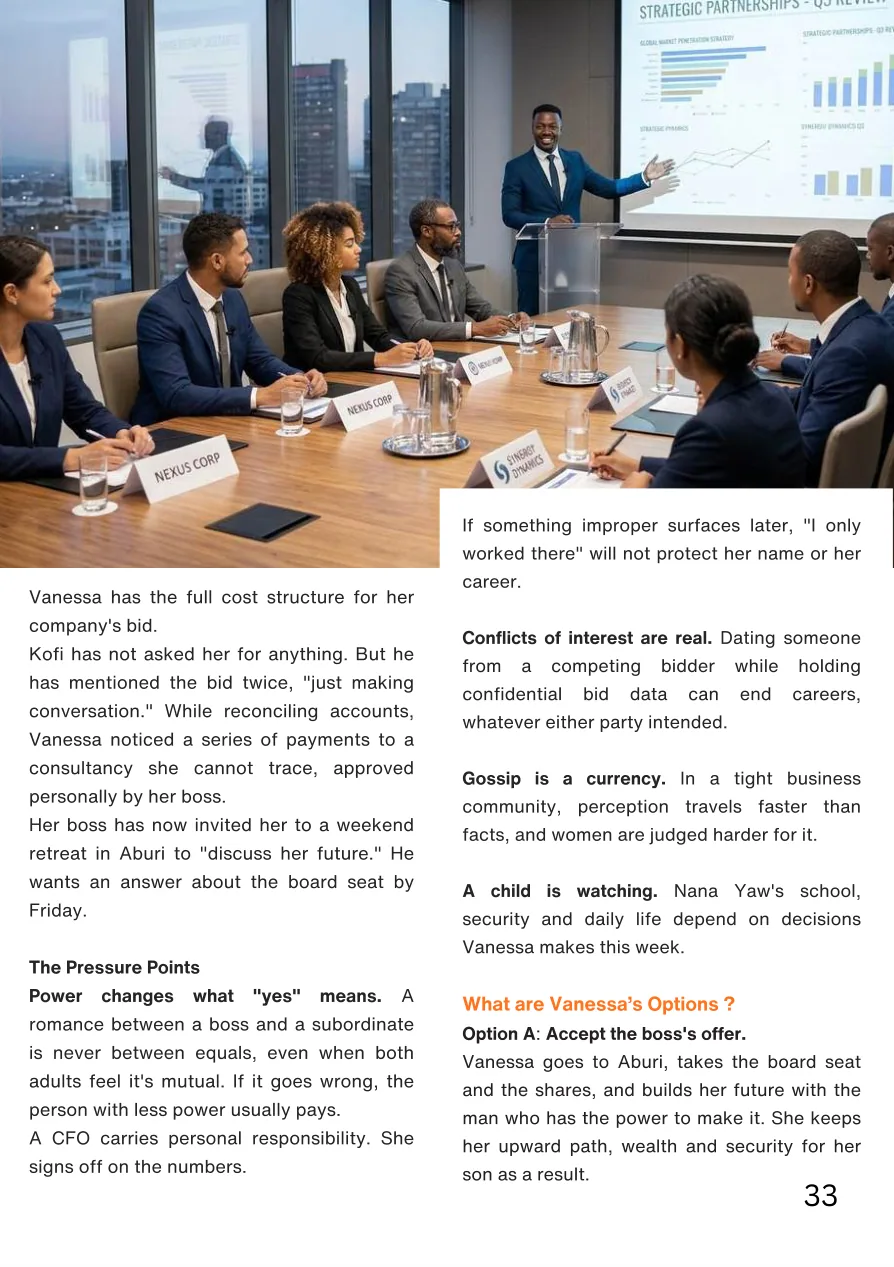 STRATEGIC PARTNERSHIPS - Q3 REVIEW
GLOBAL MARKET PENETRATION STRATEGY
STRATEGIC PARTNERSHIPS - Q3
STRATEGIC DYNAMICS
DYNAMICS Q3
NEXUS CORP
NEXUS CORP
NEXUS CORP
SYNERGY
DYNAMICS
Vanessa has the full cost structure for her
company's bid.
Kofi has not asked her for anything. But he
has mentioned the bid twice, "just making
conversation." While reconciling accounts,
Vanessa noticed a series of payments to a
consultancy she cannot trace, approved
personally by her boss.
Her boss has now invited her to a weekend
retreat in Aburi to "discuss her future." He
wants an answer about the board seat by
Friday.
The Pressure Points
Power changes what "yes" means. A
romance between a boss and a subordinate
is never between equals, even when both
adults feel it's mutual. If it goes wrong, the
person with less power usually pays.
A CFO carries personal responsibility. She
signs off on the numbers.
If something improper surfaces later, "I only
worked there" will not protect her name or her
career.
Conflicts of interest are real. Dating someone
from a competing bidder while holding
confidential bid data can end careers,
whatever either party intended.
Gossip is a currency. In a tight business
community, perception travels faster than
facts, and women are judged harder for it.
A child is watching. Nana Yaw's school,
security and daily life depend on decisions
Vanessa makes this week.
What are Vanessa’s Options ?
Option A: Accept the boss's offer.
Vanessa goes to Aburi, takes the board seat
and the shares, and builds her future with the
man who has the power to make it. She keeps
her upward path, wealth and security for her
son as a result.
33